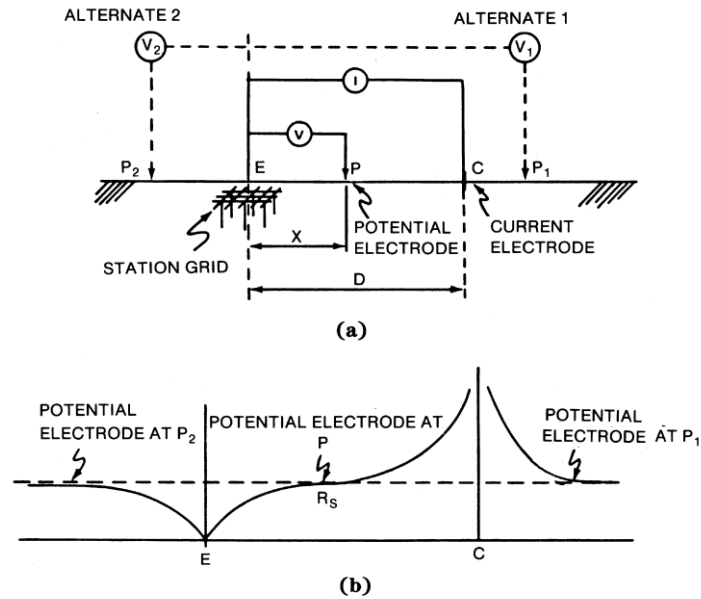 ALTERNATE 2
ALTERNATE 1
V2
V1
I
V
P2
E
P
C
P1
POTENTIAL
ELECTRODE
CURRENT
ELECTRODE
STATION GRID
X
D
(a)
POTENTIAL
ELECTRODE AT P2
POTENTIAL ELECTRODE AT
P
POTENTIAL
ELECTRODE AT P1
RS
E
C
(b)